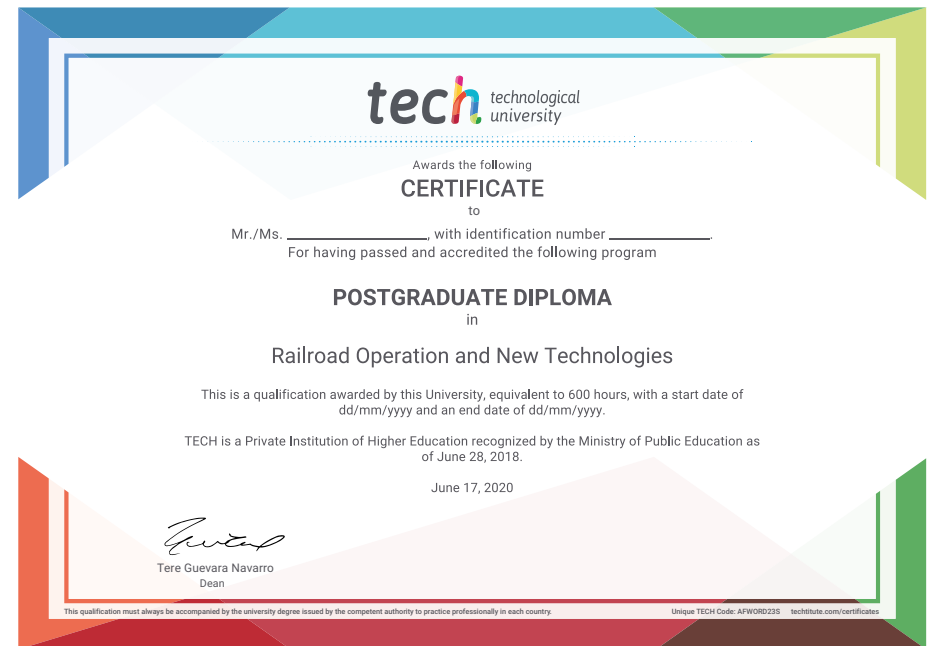 tech technological
university
Awards the following
CERTIFICATE
to
Mr./Ms. ____________________, with identification number ______________.
For having passed and accredited the following program
POSTGRADUATE DIPLOMA
in
Railroad Operation and New Technologies
This is a qualification awarded by this University, equivalent to 600 hours, with a start date of
dd/mm/yyyy and an end date of dd/mm/yyyy.
TECH is a Private Institution of Higher Education recognized by the Ministry of Public Education as
of June 28, 2018.
June 17, 2020
Tere Guevara Navarro
Dean
This qualification must always be accompanied by the university degree issued by the competent authority to practice professionally in each country. Unique TECH Code: AFWORD23S techtitute.com/certificates